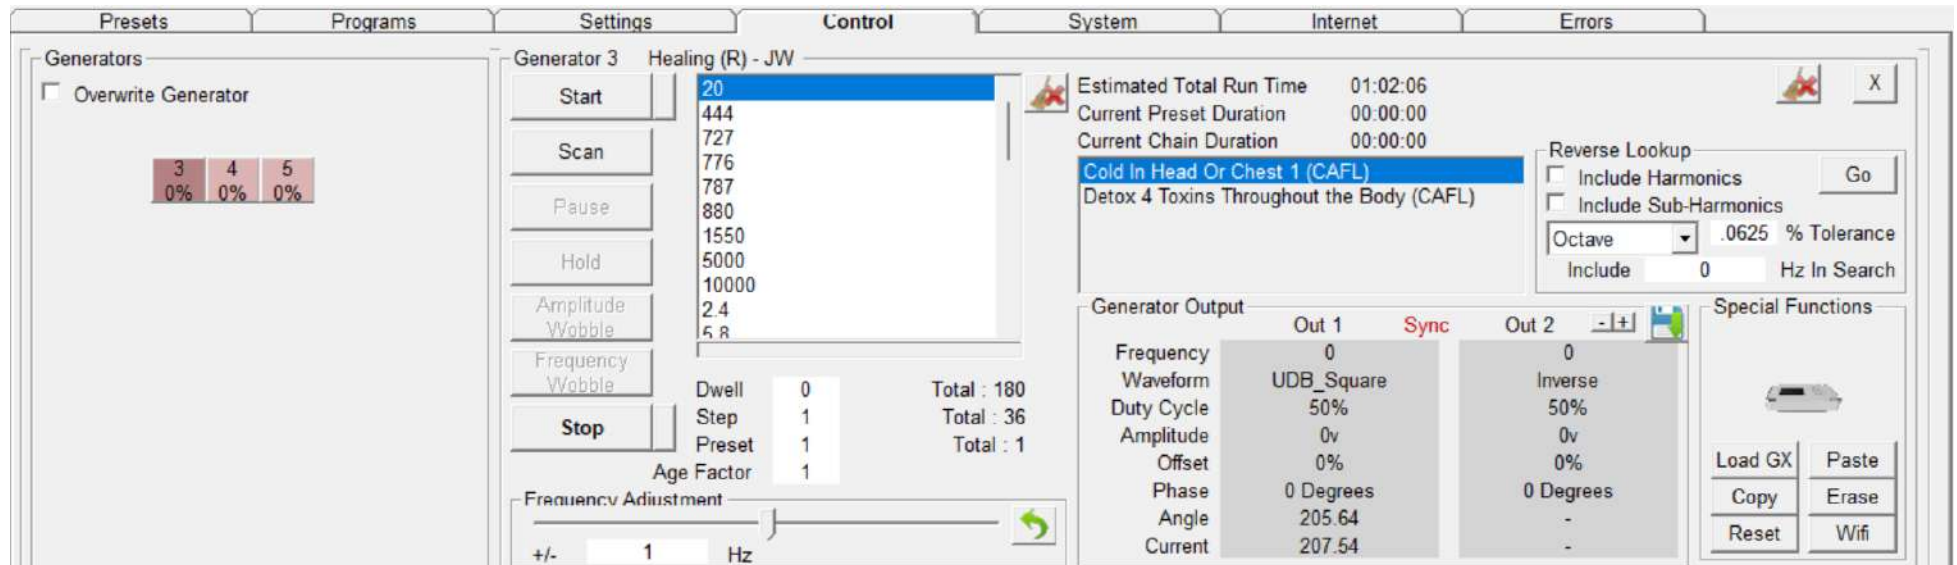 Presets Programs Settings Control System Internet Errors
Generators
Overwrite Generator
3 4 5
0% 0% 0%
Generator 3 Healing (R) - JW
Start
Scan
Pause
Hold
Amplitude
Wobble
Frequency
Wobble
Stop
20
444
727
776
787
880
1550
5000
10000
2.4
5.8
Dwell 0 Total : 180
Step 1 Total : 36
Preset 1 Total : 1
Age Factor 1
Frequency Adjustment
+/- 1 Hz
Estimated Total Run Time 01:02:06
Current Preset Duration 00:00:00
Current Chain Duration 00:00:00
X
Cold In Head Or Chest 1 (CAFL)
Detox 4 Toxins Throughout the Body (CAFL)
Reverse Lookup
Include Harmonics
Go
Include Sub-Harmonics
Octave .0625 % Tolerance
Include 0 Hz In Search
Generator Output
Out 1 Sync Out 2 - +
Frequency 0 0
Waveform UDB_Square Inverse
Duty Cycle 50% 50%
Amplitude 0v 0v
Offset 0% 0%
Phase 0 Degrees 0 Degrees
Angle 205.64 -
Current 207.54 -
Special Functions
Load GX Paste
Copy Erase
Reset Wifi